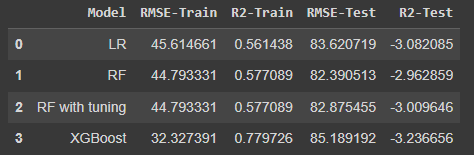 Model RMSE-Train R2-Train RMSE-Test R2-Test
0 LR 45.614661 0.561438 83.620719 -3.082085
1 RF 44.793331 0.577089 82.390513 -2.962859
2 RF with tuning 44.793331 0.577089 82.875455 -3.009646
3 XGBoost 32.327391 0.779726 85.189192 -3.236656